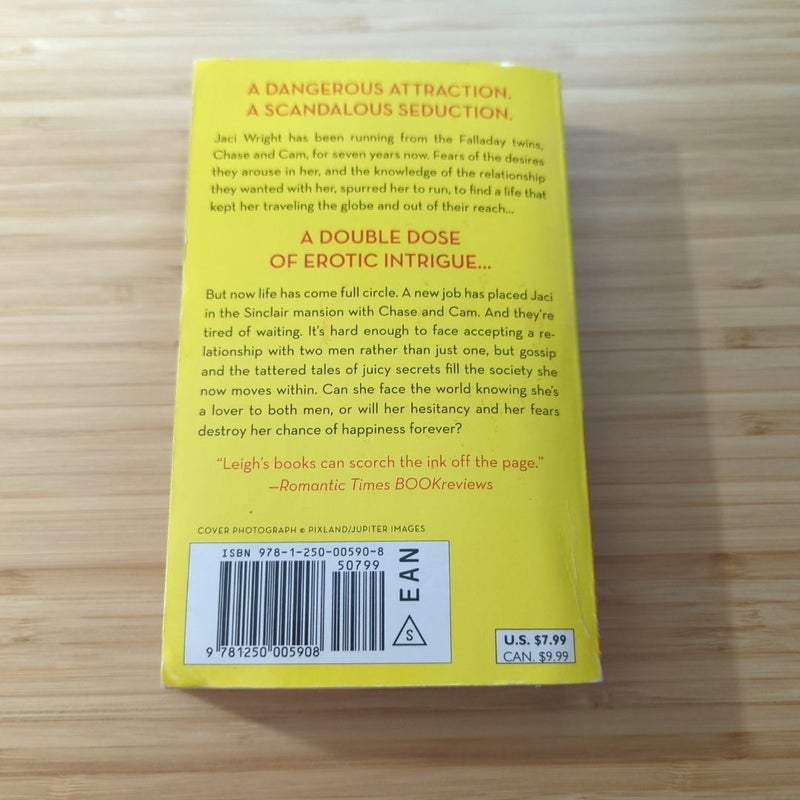 A DANGEROUS ATTRACTION.
A SCANDALOUS SEDUCTION.
Jaci Wright has been running from the Falladay twins,
Chase and Cam, for seven years now. Fears of the desires
they arouse in her, and the knowledge of the relationship
they wanted with her, spurred her to run, to find a life that
kept her traveling the globe and out of their reach...
A DOUBLE DOSE
OF EROTIC INTRIGUE...
But now life has come full circle. A new job has placed Jaci
in the Sinclair mansion with Chase and Cam. And they're
tired of waiting. It's hard enough to face accepting a re-
lationship with two men rather than just one, but gossip
and the tattered tales of juicy secrets fill the society she
now moves within. Can she face the world knowing she's
a lover to both men, or will her hesitancy and her fears
destroy her chance of happiness forever?
"Leigh's books can scorch the ink off the page."
—Romantic Times BOOKreviews
COVER PHOTOGRAPH © PIXLAND/JUPITER IMAGES
ISBN 978-1-250-00590-8
50799
EAN
S
9 781250 005908
U.S. $7.99
CAN. $9.99